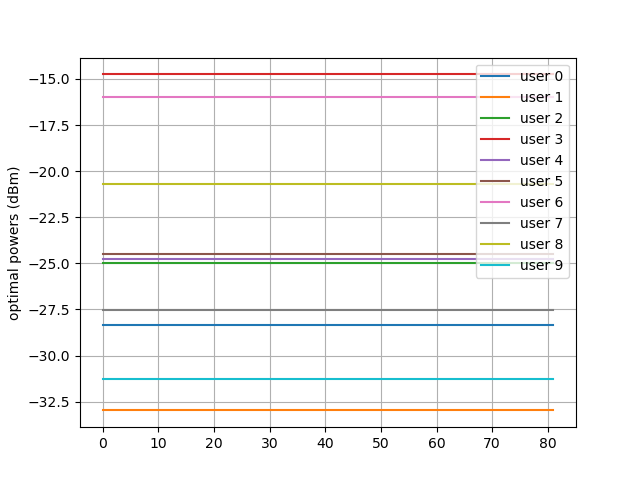 optimal powers (dBm)
−15.0
−17.5
−20.0
−22.5
−25.0
−27.5
−30.0
−32.5
0
10
20
30
40
50
60
70
80
user 0
user 1
user 2
user 3
user 4
user 5
user 6
user 7
user 8
user 9